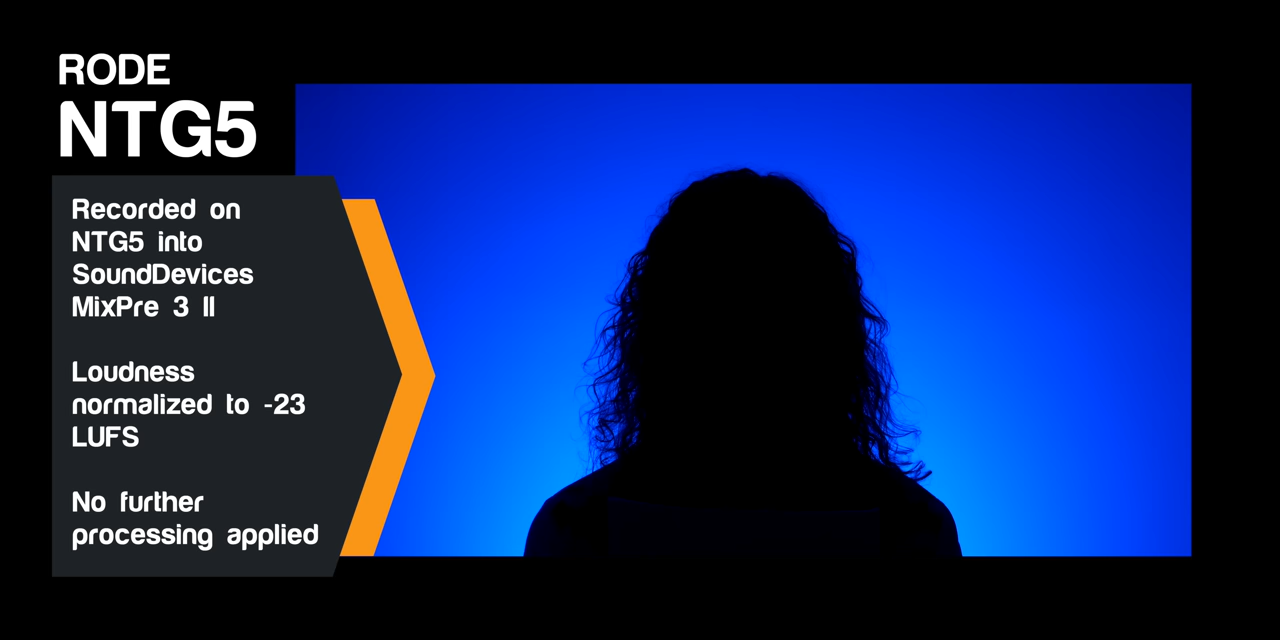 RODE
NTG5
Recorded on
NTG5 into
SoundDevices
MixPre 3 II
Loudness
normalized to -23
LUFS
No further
processing applied